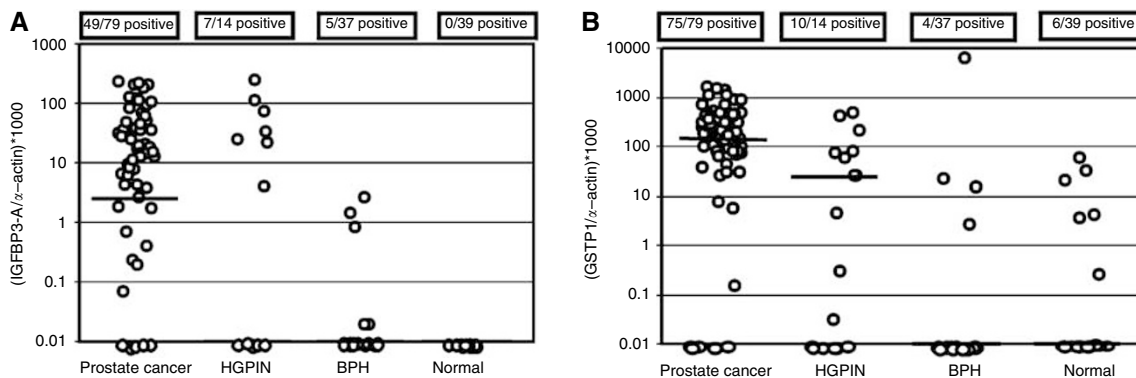 A
49/79 positive 7/14 positive 5/37 positive 0/39 positive
(IGFBP3-A/α–actin)*1000
1000
100
10
1
0.1
0.01
Prostate cancer HGPIN BPH Normal
B
75/79 positive 10/14 positive 4/37 positive 6/39 positive
(GSTP1/α–actin)*1000
10000
1000
100
10
1
0.1
0.01
Prostate cancer HGPIN BPH Normal